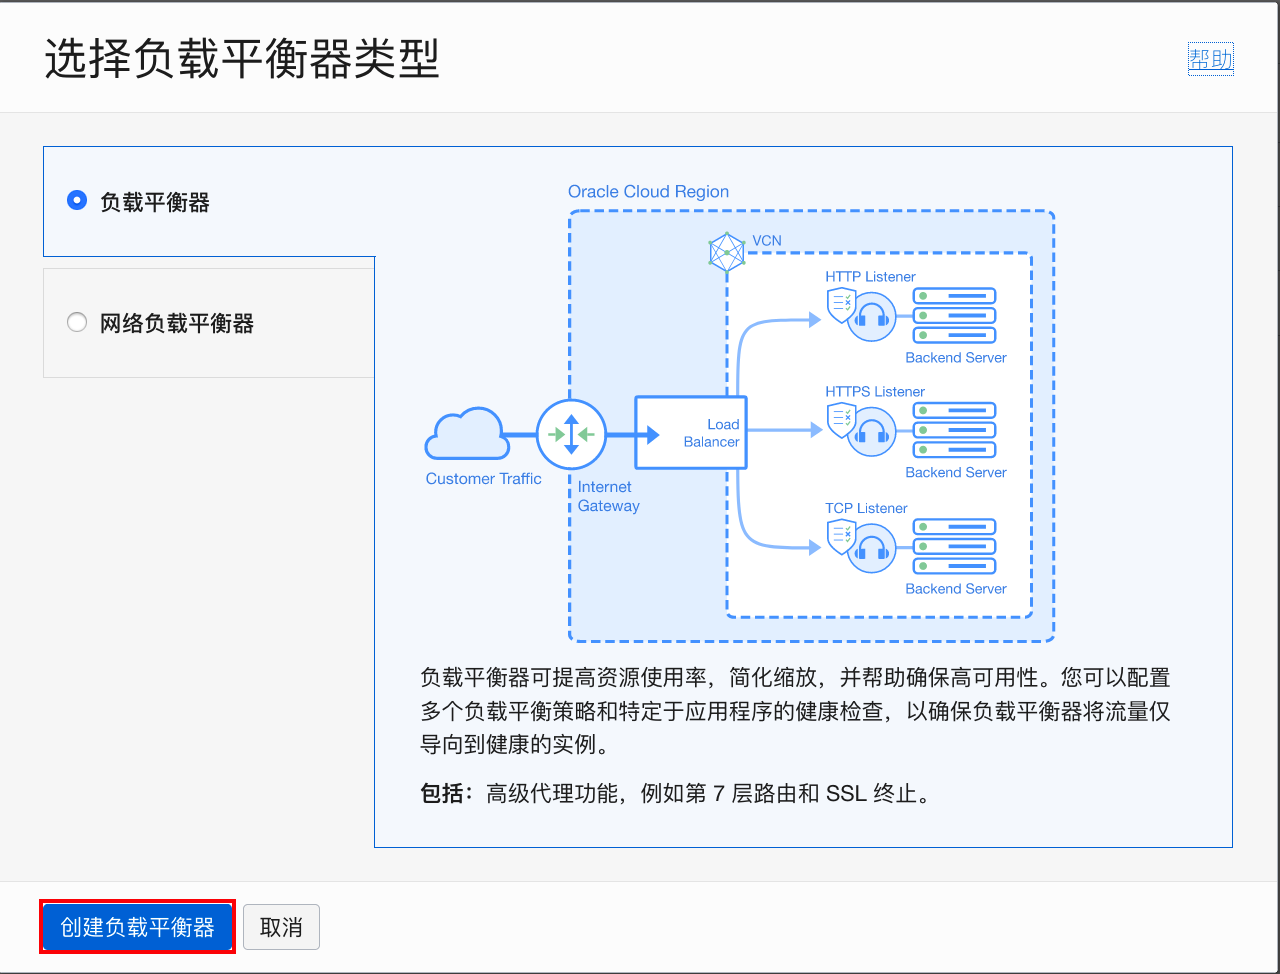 选择负载平衡器类型
帮助
负载平衡器
网络负载平衡器
Oracle Cloud Region
VCN
HTTP Listener
Backend Server
HTTPS Listener
Load
Balancer
Backend Server
Customer Traffic
Internet
Gateway
TCP Listener
Backend Server
负载平衡器可提高资源使用率，简化缩放，并帮助确保高可用性。您可以配置
多个负载平衡策略和特定于应用程序的健康检查，以确保负载平衡器将流量仅
导向到健康的实例。
包括：高级代理功能，例如第 7 层路由和 SSL 终止。
创建负载平衡器
取消